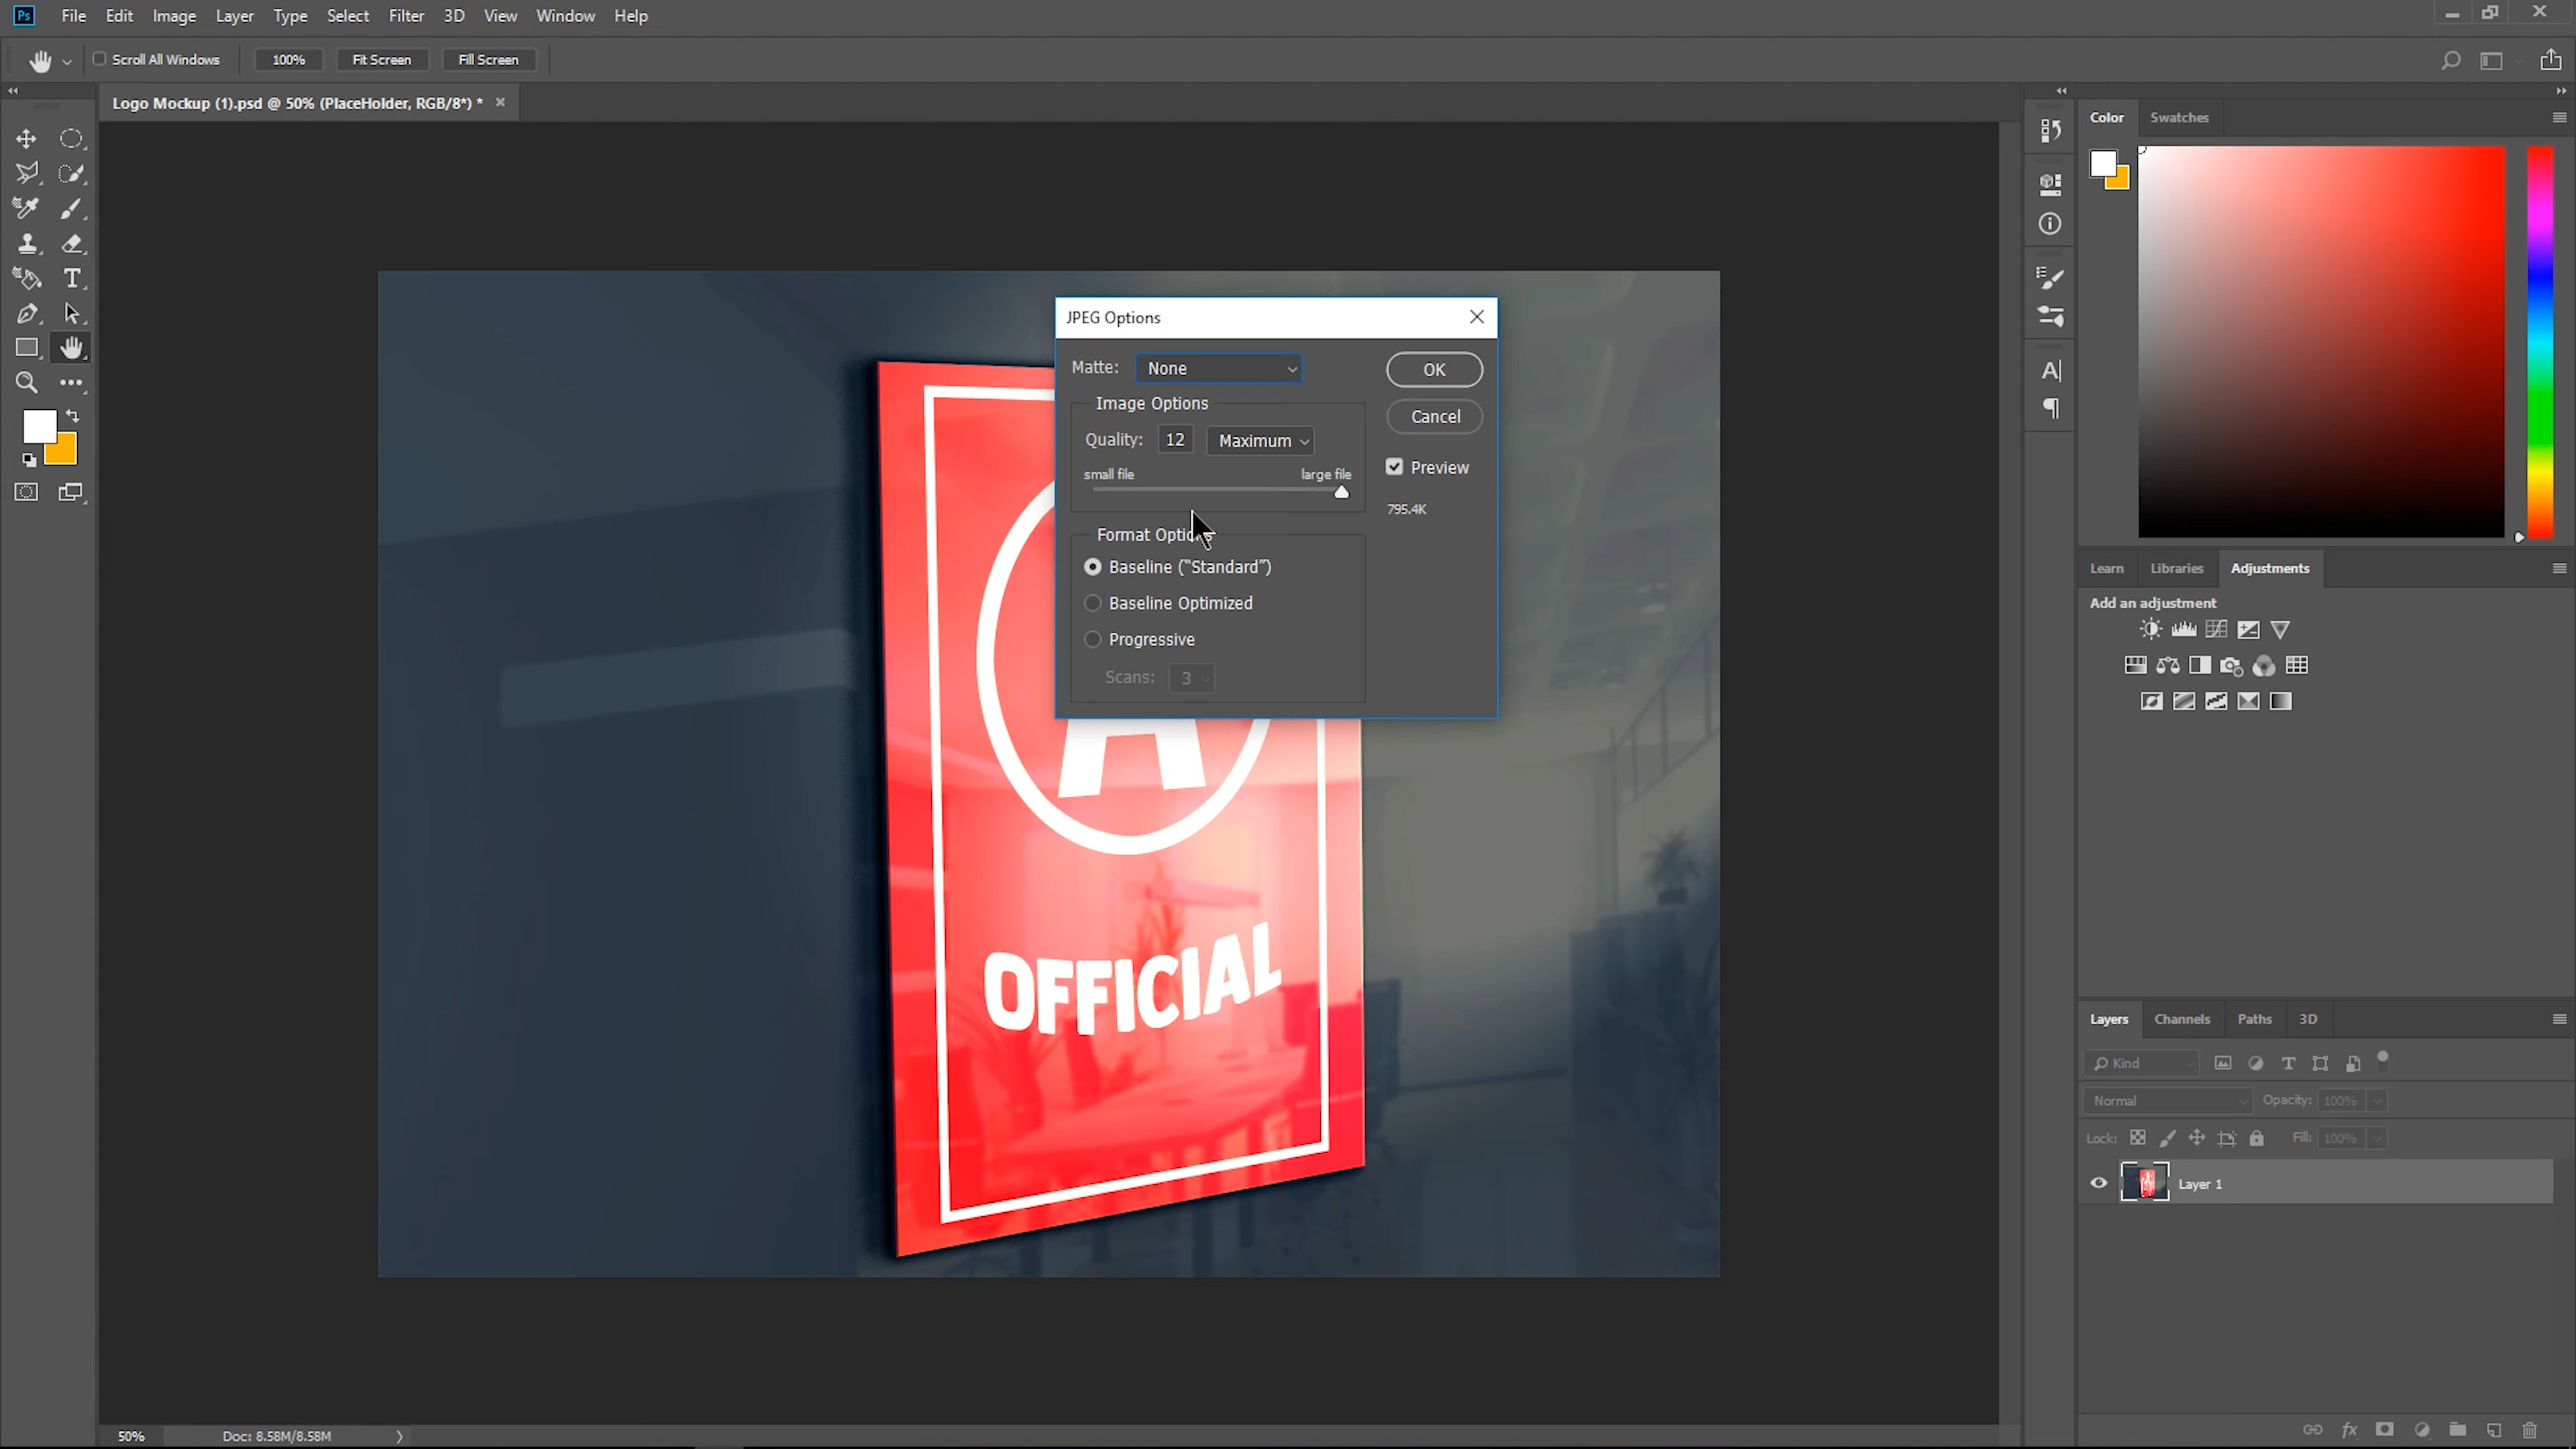 Ps File Edit Image Layer Type Select Filter 3D View Window Help
Scroll All Windows 100% Fit Screen Fill Screen
Logo Mockup (1).psd @ 50% (PlaceHolder, RGB/8*) *
Color Swatches
JPEG Options
Matte: None
OK
Image Options
Cancel
Quality: 12 Maximum
Preview
small file large file
795.4K
Format Options
Baseline ("Standard")
Baseline Optimized
Progressive
Scans: 3
OFFICIAL
Learn Libraries Adjustments
Add an adjustment
Layers Channels Paths 3D
Kind
Normal Opacity: 100%
Lock: Fill: 100%
Layer 1
fx
50% Doc: 8.58M/8.58M